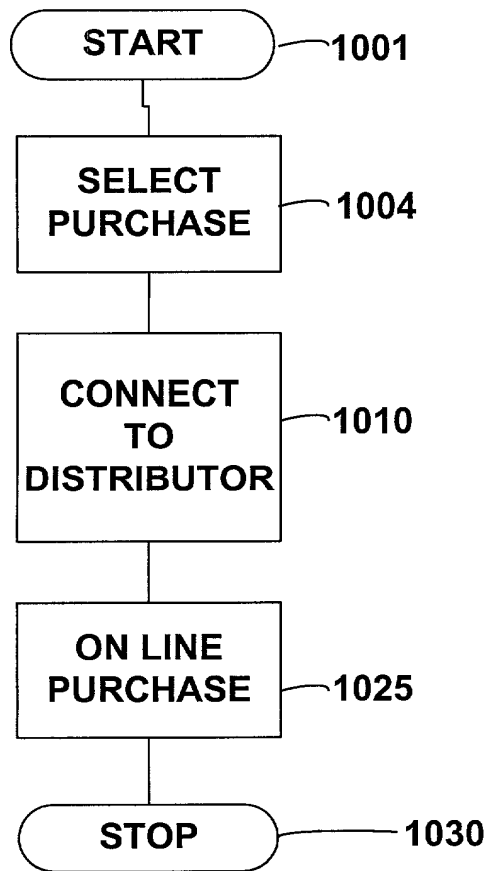 START
1001
SELECT
PURCHASE
1004
CONNECT
TO
DISTRIBUTOR
1010
ON LINE
PURCHASE
1025
STOP
1030